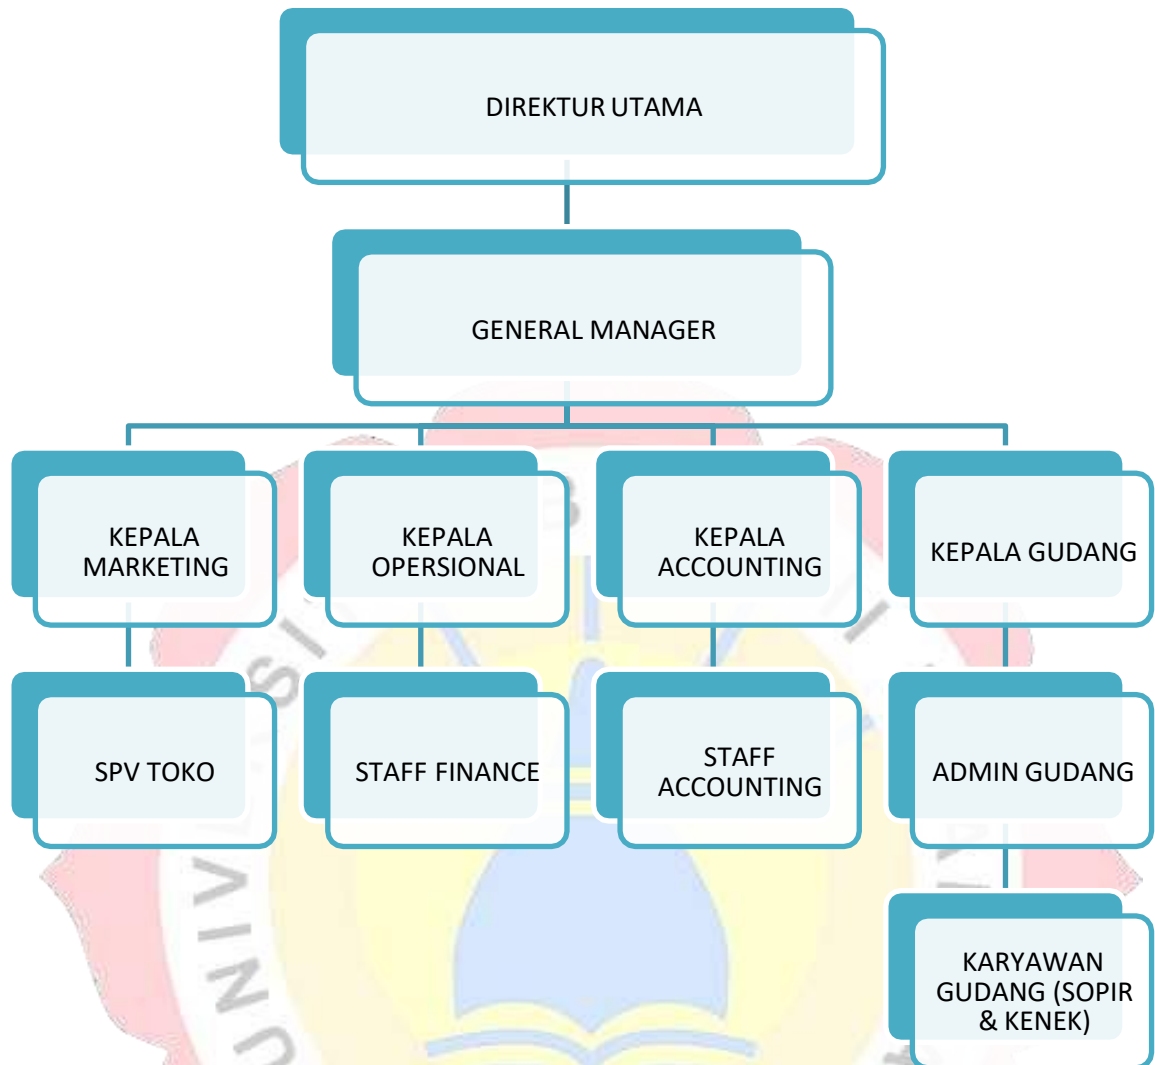 DIREKTUR UTAMA
GENERAL MANAGER
KEPALA
MARKETING
KEPALA
OPERSIONAL
KEPALA
ACCOUNTING
KEPALA GUDANG
SPV TOKO
STAFF FINANCE
STAFF
ACCOUNTING
ADMIN GUDANG
KARYAWAN
GUDANG (SOPIR
& KENEK)